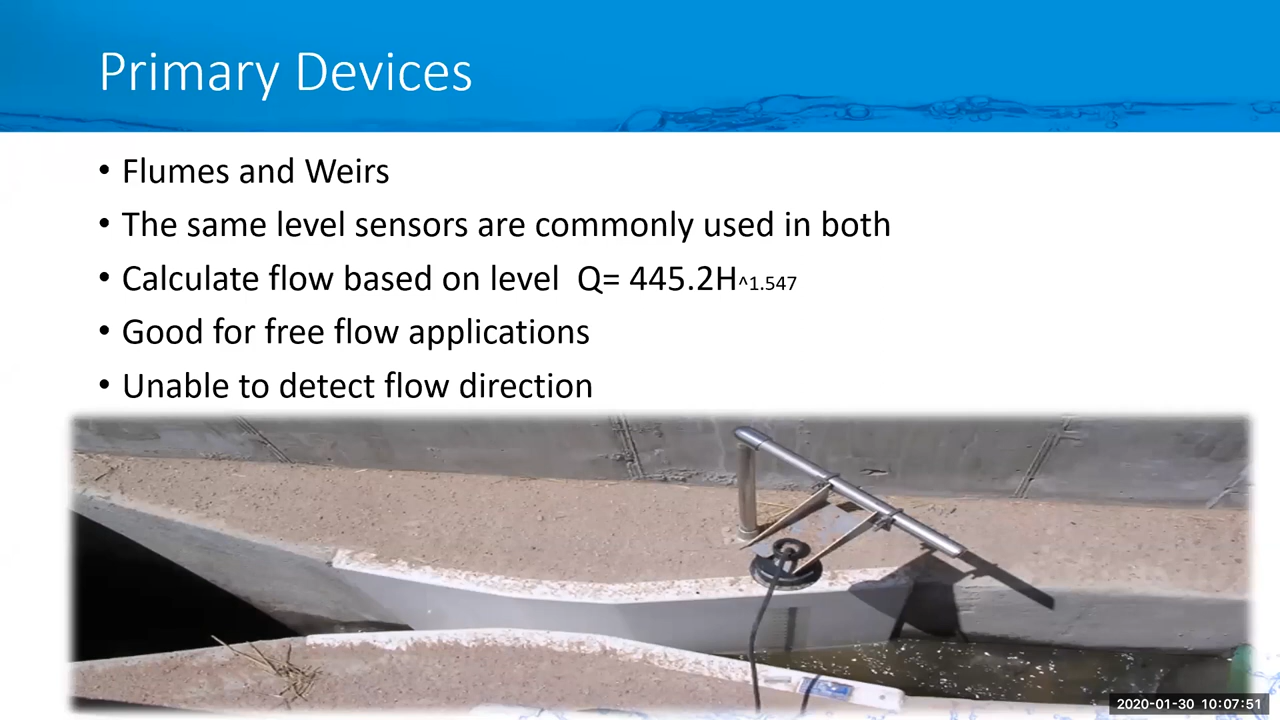 Primary Devices
• Flumes and Weirs
• The same level sensors are commonly used in both
• Calculate flow based on level Q= 445.2H^1.547
• Good for free flow applications
• Unable to detect flow direction
2020-01-30 10:07:51